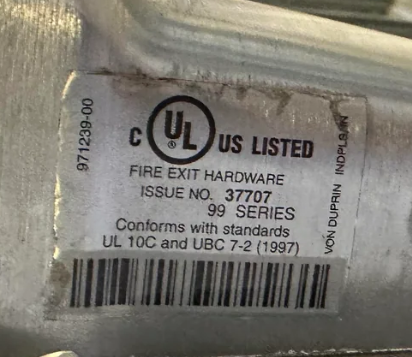 971239-00
C UL ® US LISTED
FIRE EXIT HARDWARE
ISSUE NO. 37707
99 SERIES
Conforms with standards
UL 10C and UBC 7-2 (1997)
VON DUPRIN INDPLS. IN